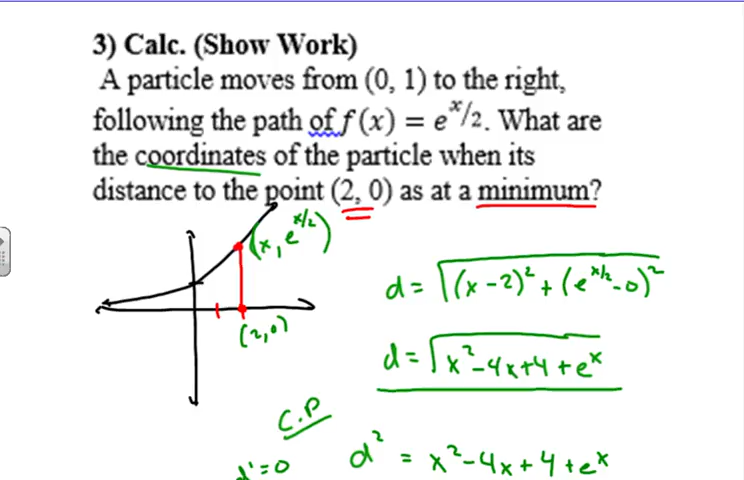 3) Calc. (Show Work)
A particle moves from (0, 1) to the right,
following the path of f(x) = e^x/2. What are
the coordinates of the particle when its
distance to the point (2, 0) as at a minimum?
(x, e^x/2)
(2,0)
d = √(x-2)² + (e^x/2-0)²
d = √x²-4x+4+e^x
C.P
d'=0
d² = x²-4x+4+e^x